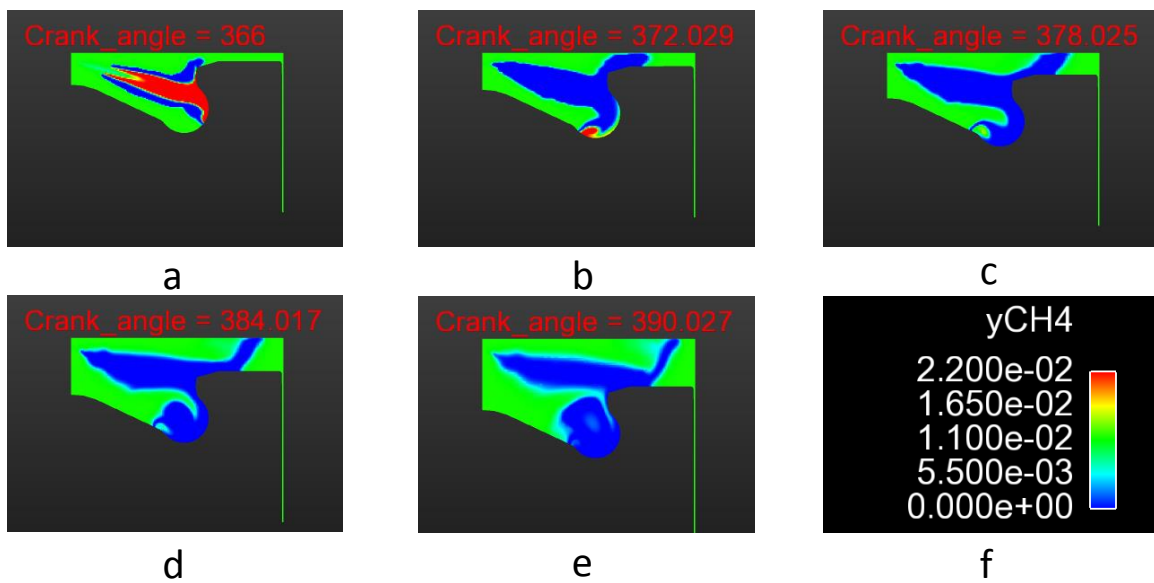 Crank_angle = 366
Crank_angle = 372.029
Crank_angle = 378.025
a
b
c
Crank_angle = 384.017
Crank_angle = 390.027
yCH4
2.200e-02
1.650e-02
1.100e-02
5.500e-03
0.000e+00
d
e
f